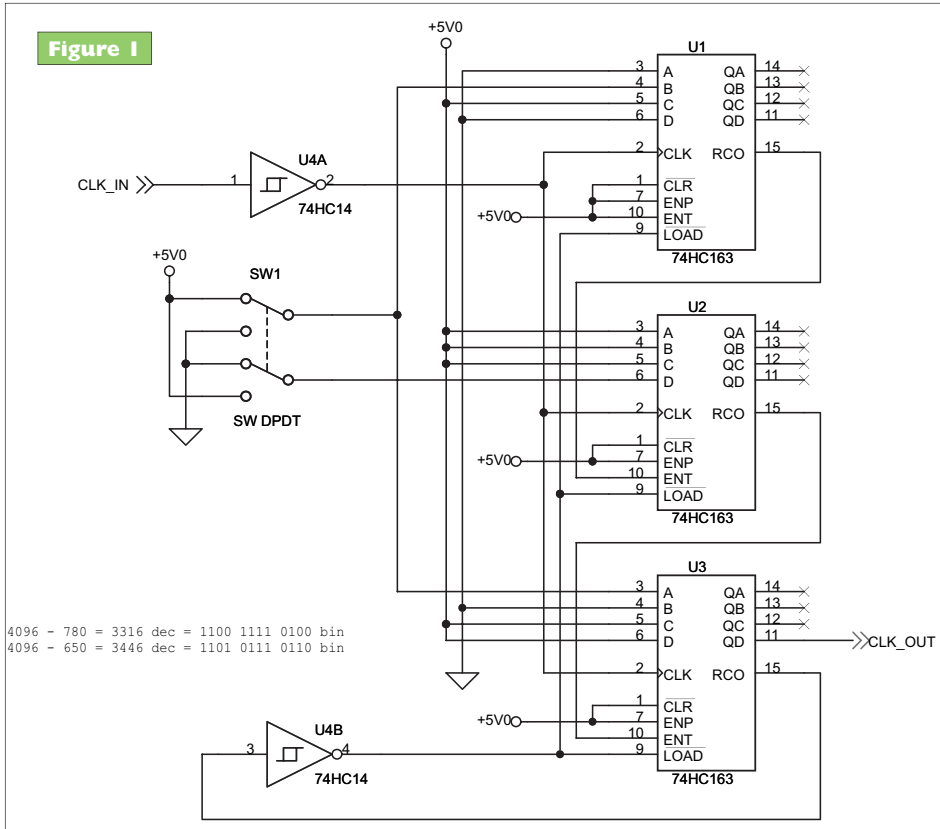 Figure 1
+5V0
U1
3 A QA 14
4 B QB 13
5 C QC 12
6 D QD 11
2 CLK RCO 15
1 CLR
7 ENP
10 ENT
9 LOAD
74HC163
+5V0
CLK_IN
1
U4A
2
74HC14
+5V0
SW1
SW DPDT
U2
3 A QA 14
4 B QB 13
5 C QC 12
6 D QD 11
2 CLK RCO 15
1 CLR
7 ENP
10 ENT
9 LOAD
74HC163
+5V0
U3
3 A QA 14
4 B QB 13
5 C QC 12
6 D QD 11
CLK_OUT
2 CLK RCO 15
1 CLR
7 ENP
10 ENT
9 LOAD
74HC163
+5V0
4096 - 780 = 3316 dec = 1100 1111 0100 bin
4096 - 650 = 3446 dec = 1101 0111 0110 bin
U4B
3
4
74HC14